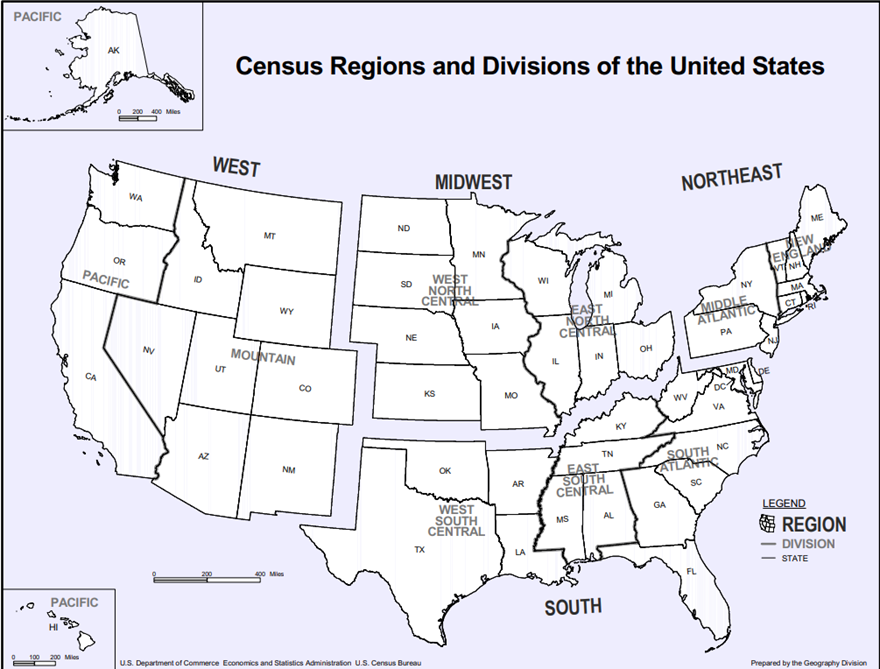 PACIFIC
AK
0 200 400 Miles
Census Regions and Divisions of the United States
WEST
MIDWEST
NORTHEAST
WA
OR
PACIFIC
CA
NV
ID
MT
WY
MOUNTAIN
UT
CO
AZ
NM
ND
SD
NE
KS
MN
IA
MO
WEST
NORTH
CENTRAL
WI
MI
IL
IN
OH
EAST
NORTH
CENTRAL
NY
PA
NJ
MIDDLE
ATLANTIC
ME
VT
NH
MA
CT
RI
NEW
ENGLAND
OK
TX
AR
LA
WEST
SOUTH
CENTRAL
KY
TN
MS
AL
EAST
SOUTH
CENTRAL
WV
MD
DE
DC
VA
NC
SC
GA
FL
SOUTH
ATLANTIC
SOUTH
LEGEND
REGION
DIVISION
STATE
0 200 400 Miles
PACIFIC
HI
0 100 200 Miles
U.S. Department of Commerce Economics and Statistics Administration U.S. Census Bureau
Prepared by the Geography Division